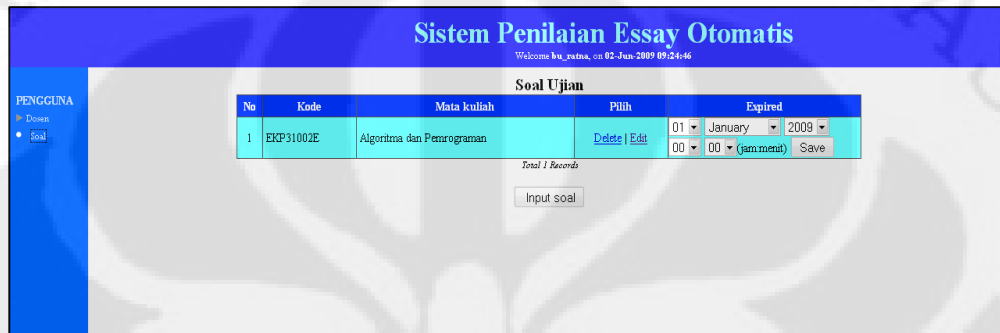 Sistem Penilaian Essay Otomatis
Welcome bu_ratna, on 02-Jun-2009 09:24:46
PENGGUNA
Dosen
Soal
Soal Ujian
No Kode Mata kuliah Pilih Expired
1 EKP31002E Algoritma dan Pemrograman Delete | Edit 01 January 2009
00 00 (jam:menit) Save
Total 1 Records
Input soal